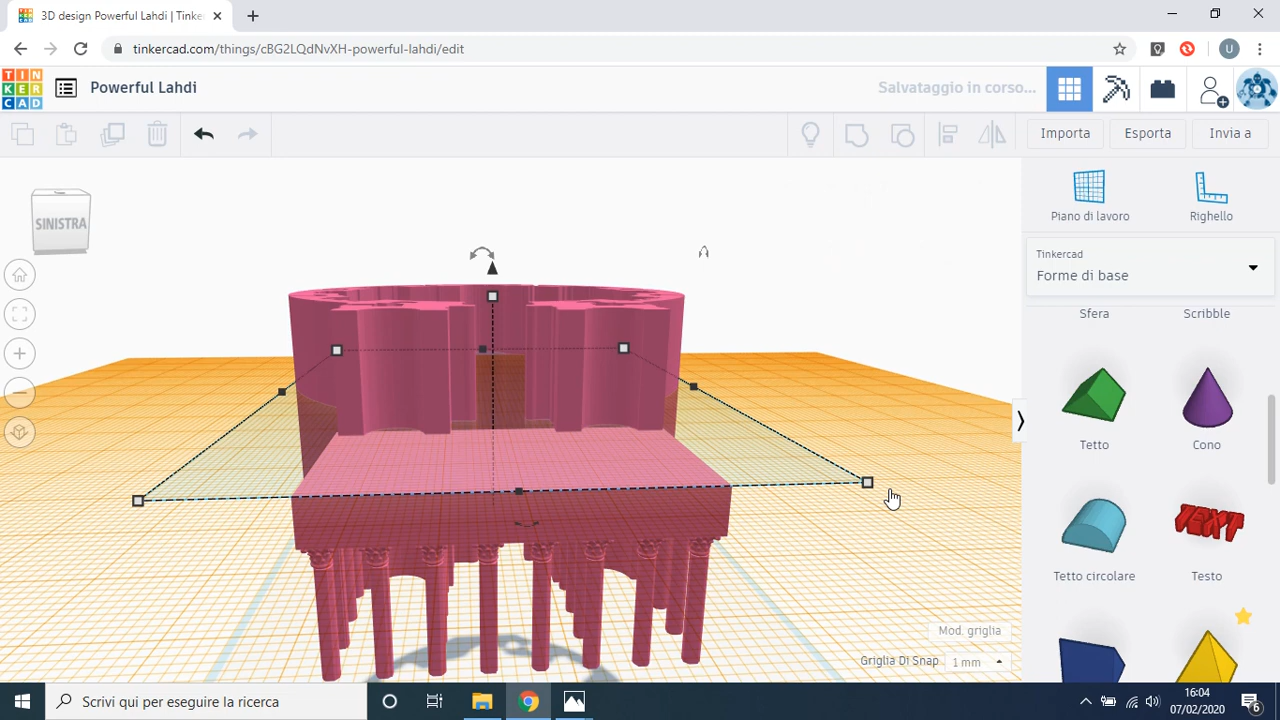 3D design Powerful Lahdi | Tinke
tinkercad.com/things/cBG2LQdNvXH-powerful-lahdi/edit
U
TIN
KER
CAD
Powerful Lahdi
Salvataggio in corso...
Importa
Esporta
Invia a
SINISTRA
Piano di lavoro
Righello
Tinkercad
Forme di base
Sfera
Scribble
Tetto
Cono
TEXT
Tetto circolare
Testo
Mod. griglia
Griglia Di Snap
1 mm
Scrivi qui per eseguire la ricerca
16:04
07/02/2020
6